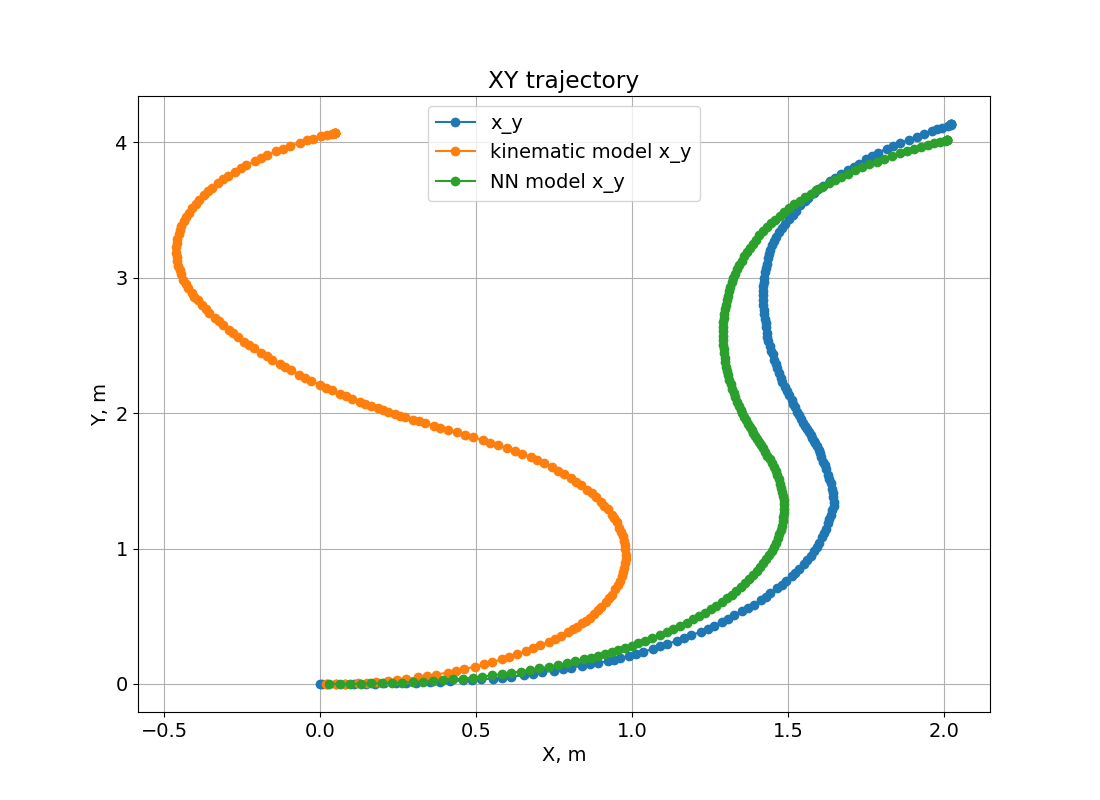 XY trajectory
x_y
kinematic model x_y
NN model x_y
Y, m
4
3
2
1
0
−0.5 0.0 0.5 1.0 1.5 2.0
X, m